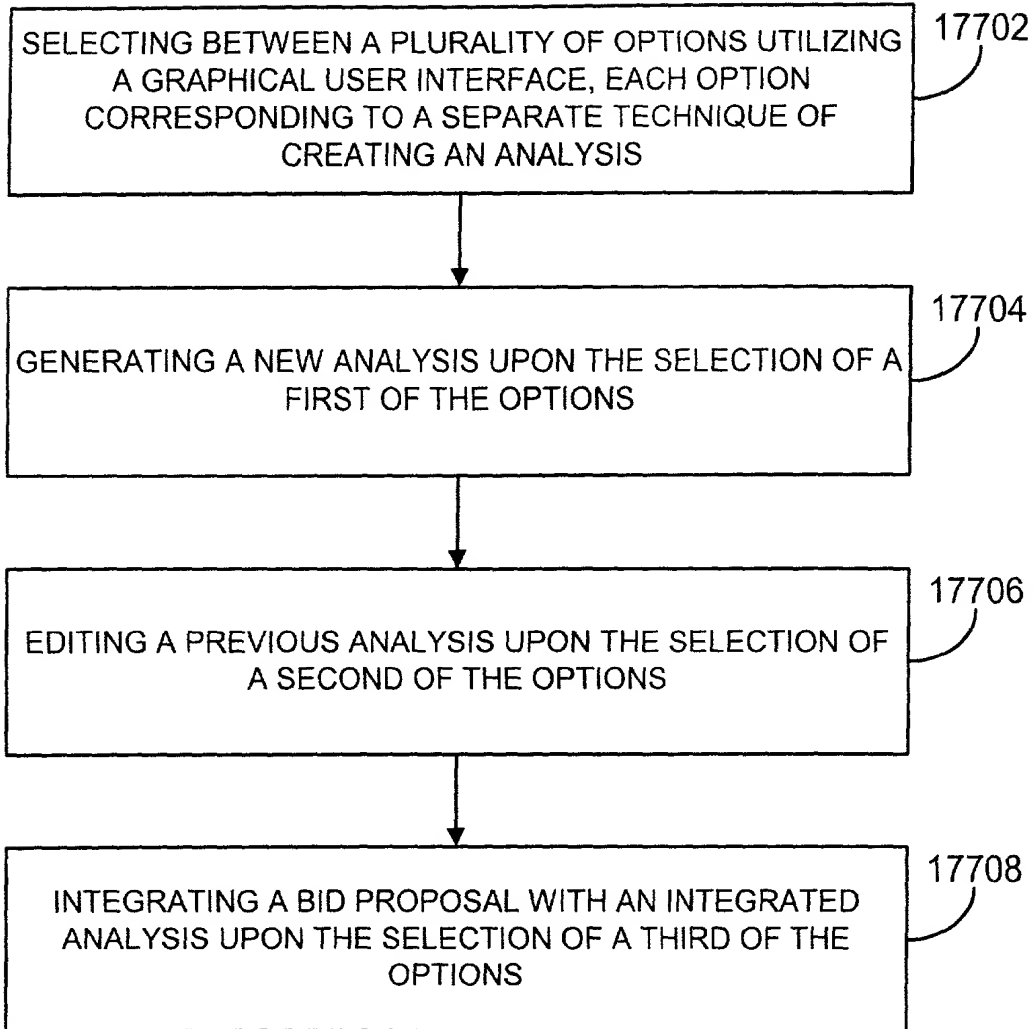 SELECTING BETWEEN A PLURALITY OF OPTIONS UTILIZING
A GRAPHICAL USER INTERFACE, EACH OPTION
CORRESPONDING TO A SEPARATE TECHNIQUE OF
CREATING AN ANALYSIS
17702
GENERATING A NEW ANALYSIS UPON THE SELECTION OF A
FIRST OF THE OPTIONS
17704
EDITING A PREVIOUS ANALYSIS UPON THE SELECTION OF
A SECOND OF THE OPTIONS
17706
INTEGRATING A BID PROPOSAL WITH AN INTEGRATED
ANALYSIS UPON THE SELECTION OF A THIRD OF THE
OPTIONS
17708